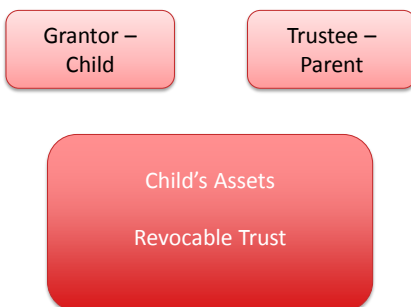 Grantor –
Child
Trustee –
Parent
Child’s Assets
Revocable Trust